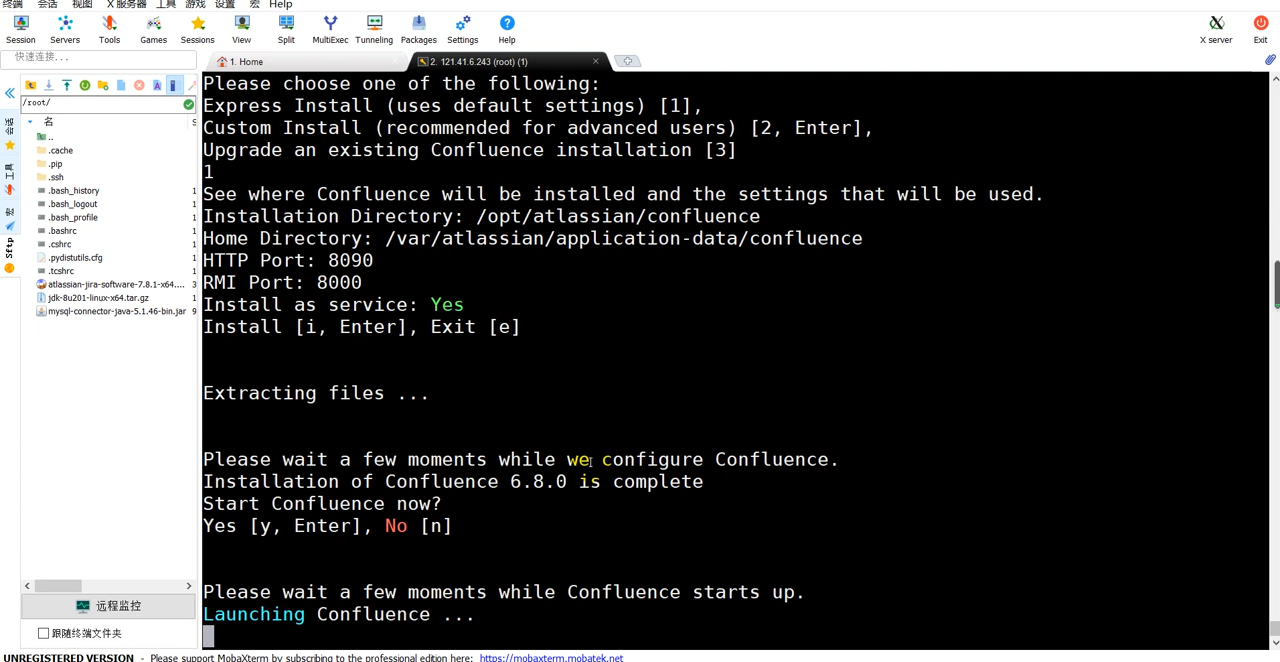 终端 会话 视图 X 服务器 工具 游戏 设置 宏 Help
Session Servers Tools Games Sessions View Split MultiExec Tunneling Packages Settings Help X server Exit
快速连接...
1. Home
2. 121.41.6.243 (root) (1)
/root/
名
..
.cache
.pip
.ssh
.bash_history
.bash_logout
.bash_profile
.bashrc
.cshrc
.pydistutils.cfg
.tcshrc
atlassian-jira-software-7.8.1-x64....
jdk-8u201-linux-x64.tar.gz
mysql-connector-java-5.1.46-bin.jar
会话
工具
宏
Sftp
远程监控
跟随终端文件夹
Please choose one of the following:
Express Install (uses default settings) [1],
Custom Install (recommended for advanced users) [2, Enter],
Upgrade an existing Confluence installation [3]
1
See where Confluence will be installed and the settings that will be used.
Installation Directory: /opt/atlassian/confluence
Home Directory: /var/atlassian/application-data/confluence
HTTP Port: 8090
RMI Port: 8000
Install as service: Yes
Install [i, Enter], Exit [e]
Extracting files ...
Please wait a few moments while we configure Confluence.
Installation of Confluence 6.8.0 is complete
Start Confluence now?
Yes [y, Enter], No [n]
Please wait a few moments while Confluence starts up.
Launching Confluence ...
UNREGISTERED VERSION - Please support MobaXterm by subscribing to the professional edition here: https://mobaxterm.mobatek.net